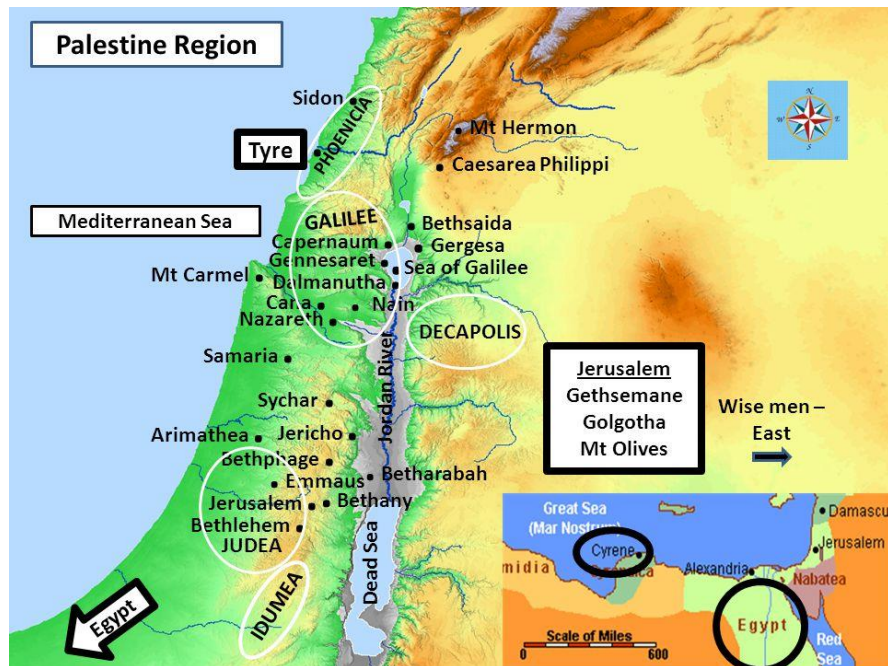 Palestine Region
N
W
E
S
Sidon
PHOENICIA
Mt Hermon
Tyre
Caesarea Philippi
Mediterranean Sea
GALILEE
Bethsaida
Capernaum
Gergesa
Gennesaret
Sea of Galilee
Mt Carmel
Dalmanutha
Cana
Nain
Nazareth
DECAPOLIS
Samaria
Jordan River
Jerusalem
Gethsemane
Golgotha
Mt Olives
Sychar
Wise men –
East
Arimathea
Jericho
Bethphage
Betharabah
Emmaus
Jerusalem
Bethany
Bethlehem
JUDEA
Dead Sea
IDUMEA
Egypt
Great Sea
(Mar Nostrum)
Damascu
Cyrene
Jerusalem
midia
Cyrenaica
Alexandria
Nabatea
Egypt
Scale of Miles
0
600
Red
Sea